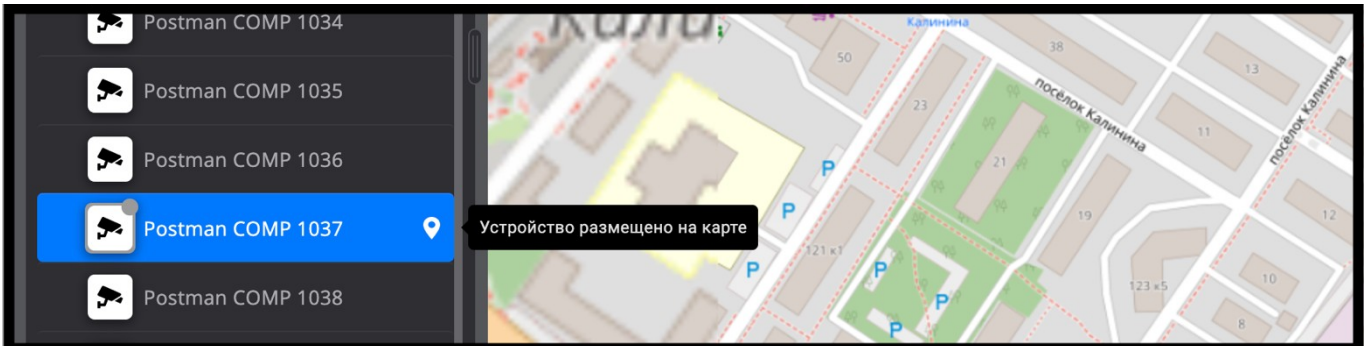 Postman COMP 1034
Postman COMP 1035
Postman COMP 1036
Postman COMP 1037
Postman COMP 1038
Устройство размещено на карте
Кали
Калинина
50
38
13
23
посёлок Калинина
11
посёлок Калинина
21
19
12
121 к1
123 к5
10
8
P
P
P
P
P
P